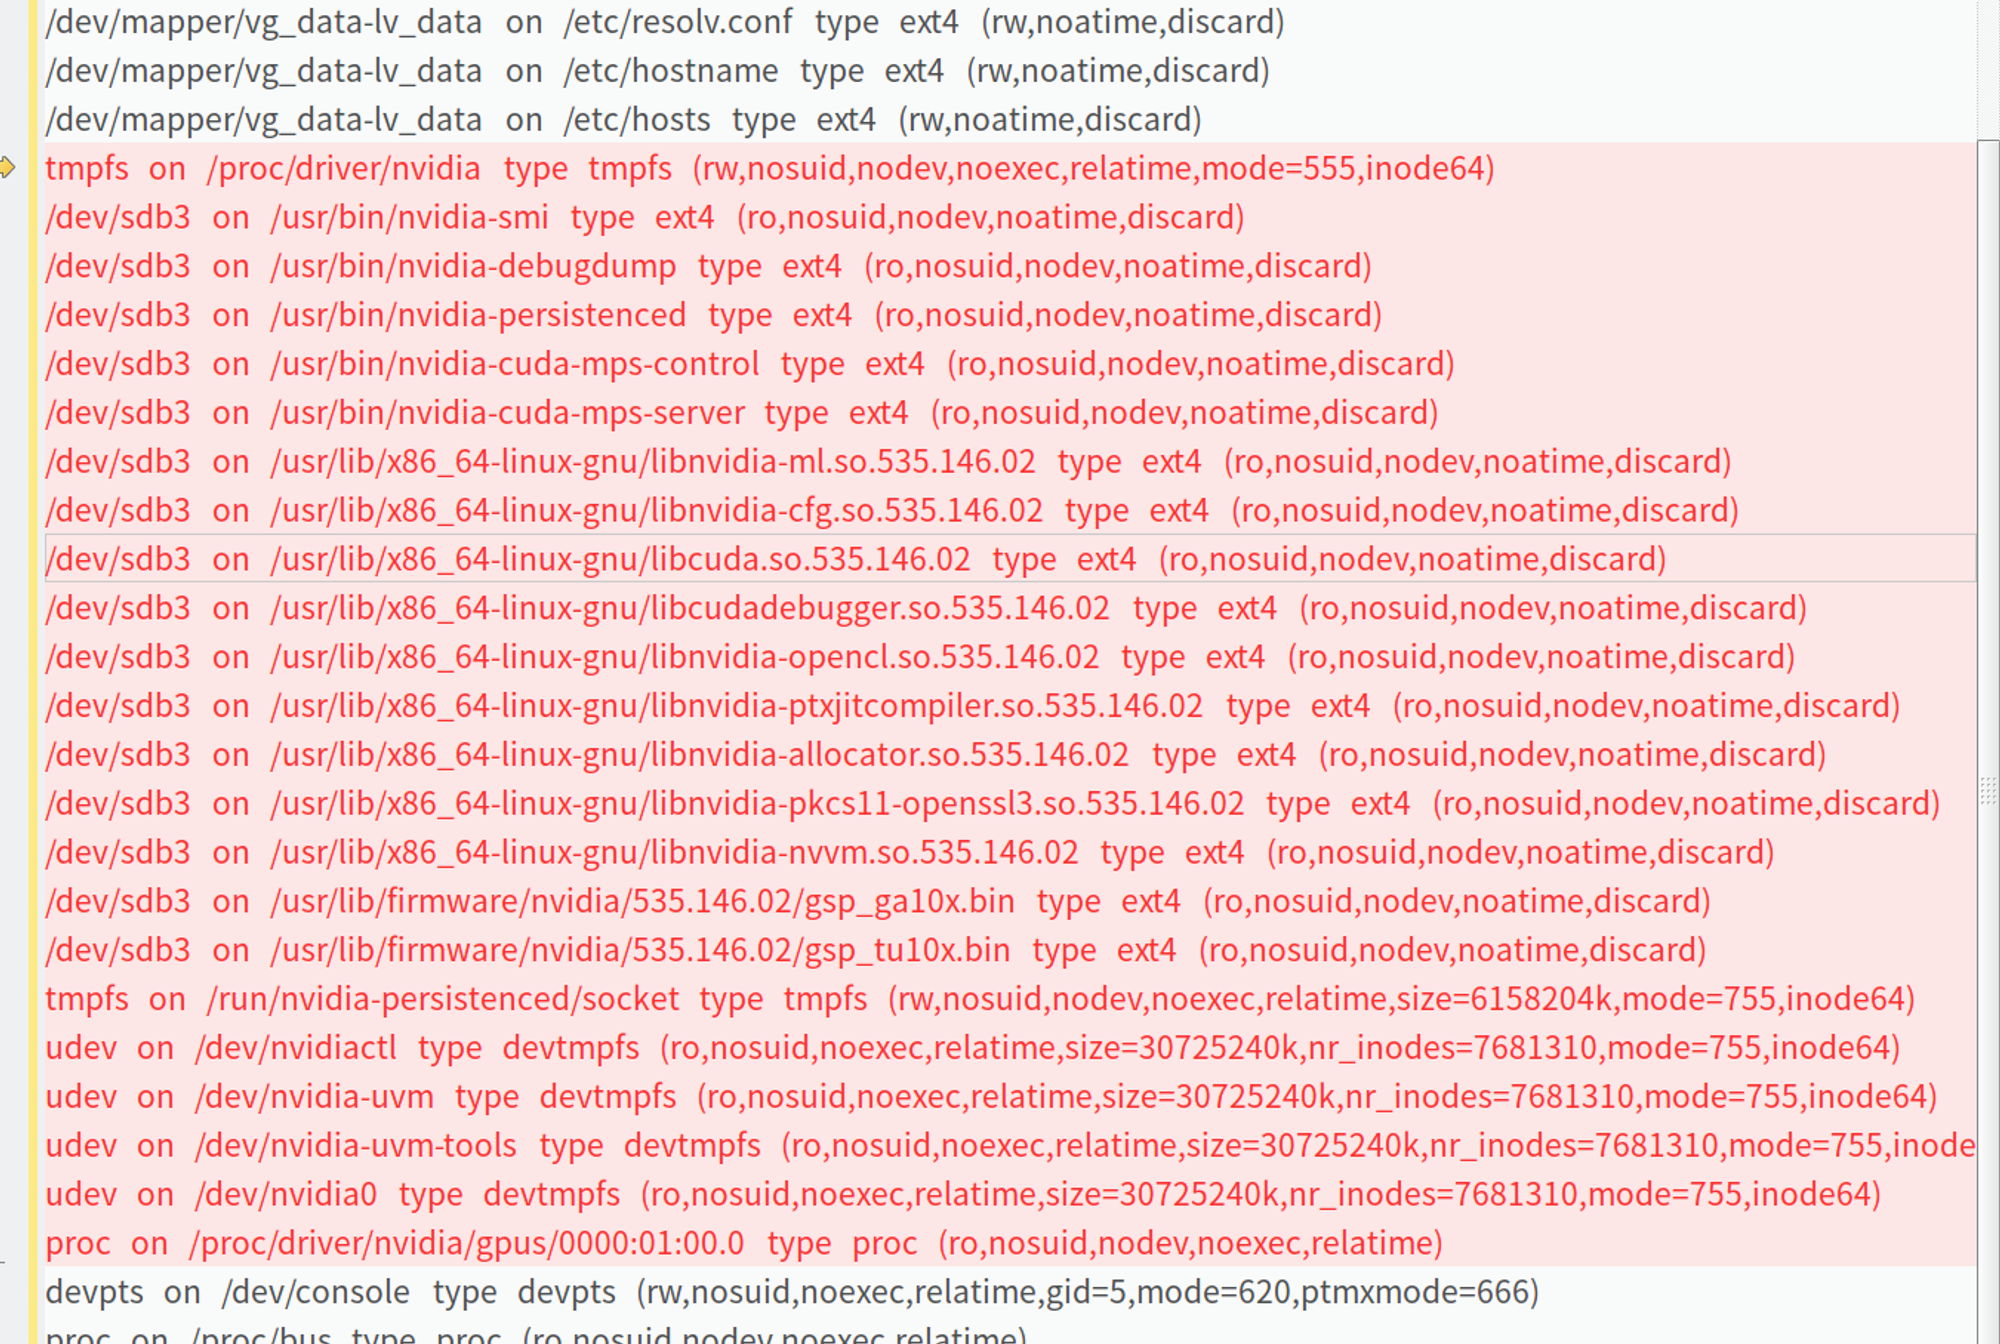 /dev/mapper/vg_data-lv_data on /etc/resolv.conf type ext4 (rw,noatime,discard)
/dev/mapper/vg_data-lv_data on /etc/hostname type ext4 (rw,noatime,discard)
/dev/mapper/vg_data-lv_data on /etc/hosts type ext4 (rw,noatime,discard)
tmpfs on /proc/driver/nvidia type tmpfs (rw,nosuid,nodev,noexec,relatime,mode=555,inode64)
/dev/sdb3 on /usr/bin/nvidia-smi type ext4 (ro,nosuid,nodev,noatime,discard)
/dev/sdb3 on /usr/bin/nvidia-debugdump type ext4 (ro,nosuid,nodev,noatime,discard)
/dev/sdb3 on /usr/bin/nvidia-persistenced type ext4 (ro,nosuid,nodev,noatime,discard)
/dev/sdb3 on /usr/bin/nvidia-cuda-mps-control type ext4 (ro,nosuid,nodev,noatime,discard)
/dev/sdb3 on /usr/bin/nvidia-cuda-mps-server type ext4 (ro,nosuid,nodev,noatime,discard)
/dev/sdb3 on /usr/lib/x86_64-linux-gnu/libnvidia-ml.so.535.146.02 type ext4 (ro,nosuid,nodev,noatime,discard)
/dev/sdb3 on /usr/lib/x86_64-linux-gnu/libnvidia-cfg.so.535.146.02 type ext4 (ro,nosuid,nodev,noatime,discard)
/dev/sdb3 on /usr/lib/x86_64-linux-gnu/libcuda.so.535.146.02 type ext4 (ro,nosuid,nodev,noatime,discard)
/dev/sdb3 on /usr/lib/x86_64-linux-gnu/libcudadebugger.so.535.146.02 type ext4 (ro,nosuid,nodev,noatime,discard)
/dev/sdb3 on /usr/lib/x86_64-linux-gnu/libnvidia-opencl.so.535.146.02 type ext4 (ro,nosuid,nodev,noatime,discard)
/dev/sdb3 on /usr/lib/x86_64-linux-gnu/libnvidia-ptxjitcompiler.so.535.146.02 type ext4 (ro,nosuid,nodev,noatime,discard)
/dev/sdb3 on /usr/lib/x86_64-linux-gnu/libnvidia-allocator.so.535.146.02 type ext4 (ro,nosuid,nodev,noatime,discard)
/dev/sdb3 on /usr/lib/x86_64-linux-gnu/libnvidia-pkcs11-openssl3.so.535.146.02 type ext4 (ro,nosuid,nodev,noatime,discard)
/dev/sdb3 on /usr/lib/x86_64-linux-gnu/libnvidia-nvvm.so.535.146.02 type ext4 (ro,nosuid,nodev,noatime,discard)
/dev/sdb3 on /usr/lib/firmware/nvidia/535.146.02/gsp_ga10x.bin type ext4 (ro,nosuid,nodev,noatime,discard)
/dev/sdb3 on /usr/lib/firmware/nvidia/535.146.02/gsp_tu10x.bin type ext4 (ro,nosuid,nodev,noatime,discard)
tmpfs on /run/nvidia-persistenced/socket type tmpfs (rw,nosuid,nodev,noexec,relatime,size=6158204k,mode=755,inode64)
udev on /dev/nvidiactl type devtmpfs (ro,nosuid,noexec,relatime,size=30725240k,nr_inodes=7681310,mode=755,inode64)
udev on /dev/nvidia-uvm type devtmpfs (ro,nosuid,noexec,relatime,size=30725240k,nr_inodes=7681310,mode=755,inode64)
udev on /dev/nvidia-uvm-tools type devtmpfs (ro,nosuid,noexec,relatime,size=30725240k,nr_inodes=7681310,mode=755,inode
udev on /dev/nvidia0 type devtmpfs (ro,nosuid,noexec,relatime,size=30725240k,nr_inodes=7681310,mode=755,inode64)
proc on /proc/driver/nvidia/gpus/0000:01:00.0 type proc (ro,nosuid,nodev,noexec,relatime)
devpts on /dev/console type devpts (rw,nosuid,noexec,relatime,gid=5,mode=620,ptmxmode=666)
proc on /proc/bus type proc (ro,nosuid,nodev,noexec,relatime)